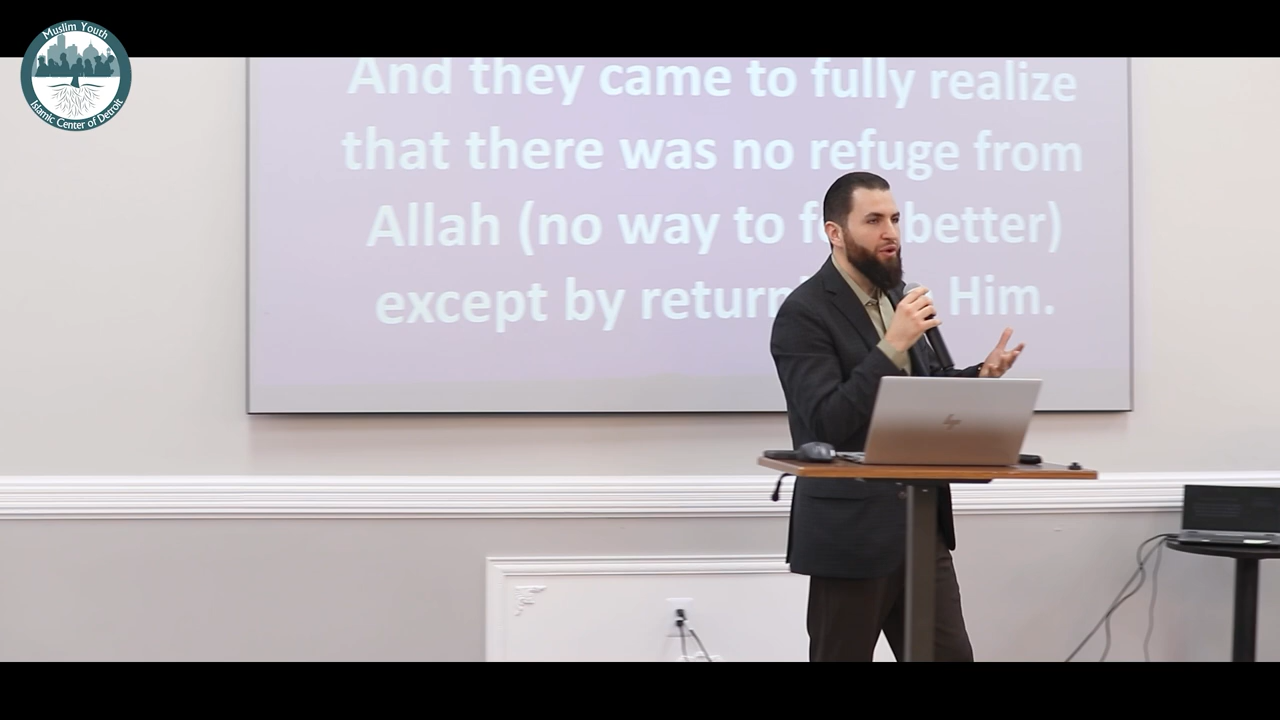 Muslim Youth
Islamic Center of Detroit
And they came to fully realize
that there was no refuge from
Allah (no way to better)
except by Him.
hp